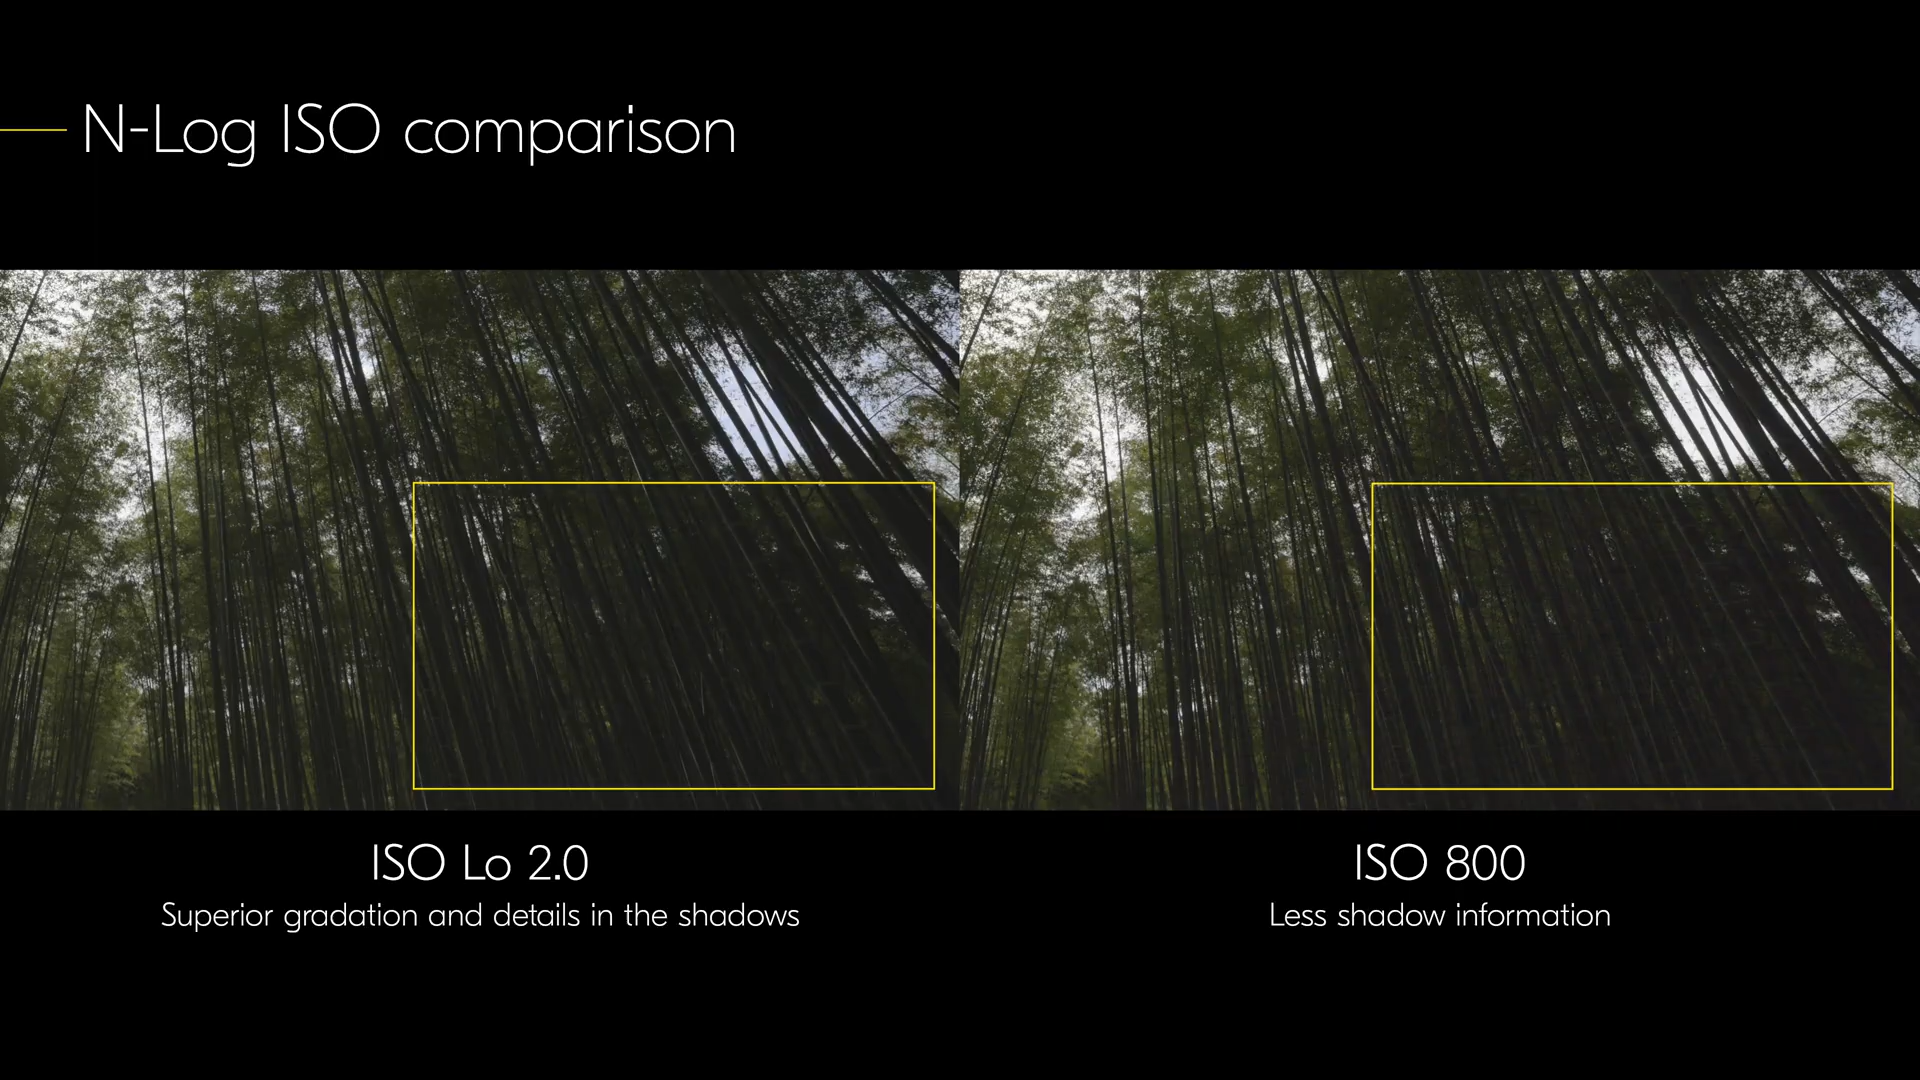 N-Log ISO comparison
ISO Lo 2.0
Superior gradation and details in the shadows
ISO 800
Less shadow information